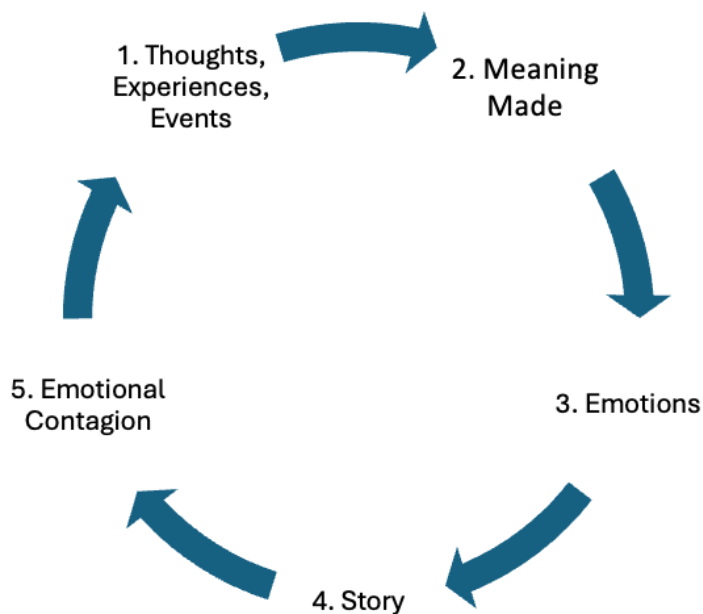 1. Thoughts,
Experiences,
Events
2. Meaning
Made
3. Emotions
4. Story
5. Emotional
Contagion